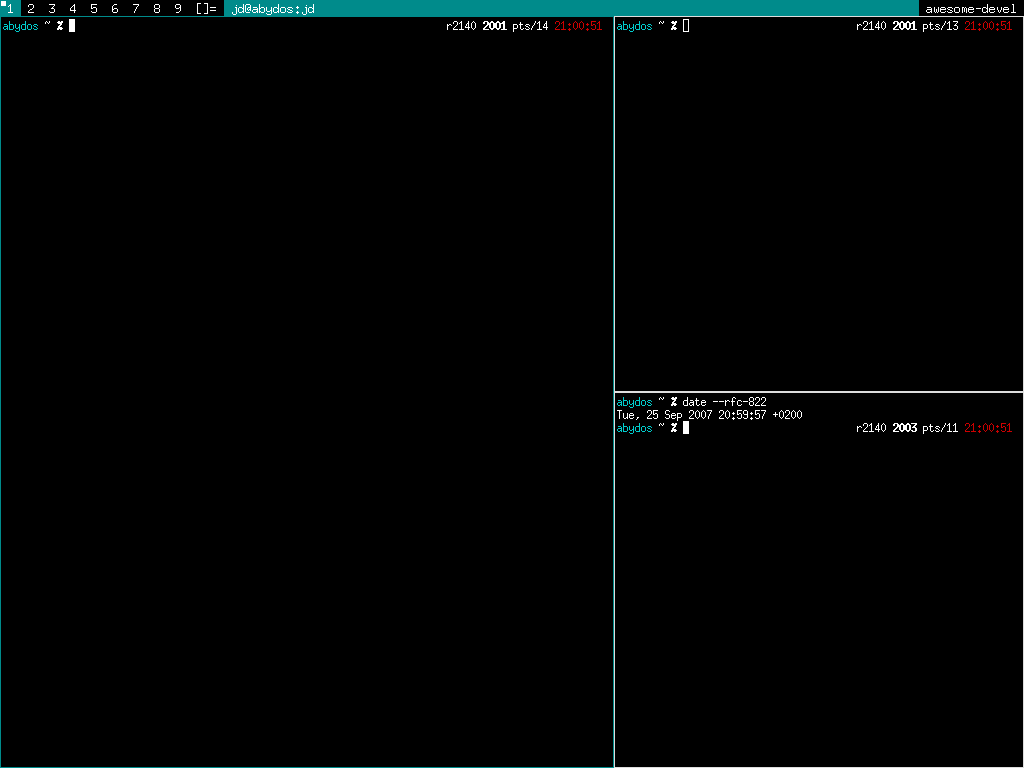 1 2 3 4 5 6 7 8 9 []= jd@abydos:jd awesome-devel
abydos ~ % r2140 2001 pts/14 21:00:51
abydos ~ % r2140 2001 pts/13 21:00:51
abydos ~ % date --rfc-822
Tue, 25 Sep 2007 20:59:57 +0200
abydos ~ % r2140 2003 pts/11 21:00:51